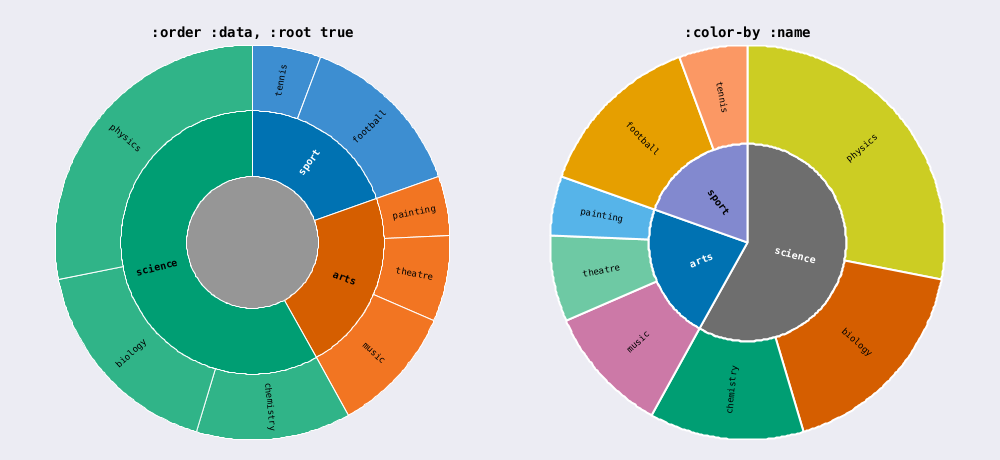 :order :data, :root true
tennis
football
sport
physics
painting
theatre
arts
science
music
biology
chemistry
:color-by :name
tennis
physics
football
sport
painting
arts
science
theatre
music
biology
chemistry